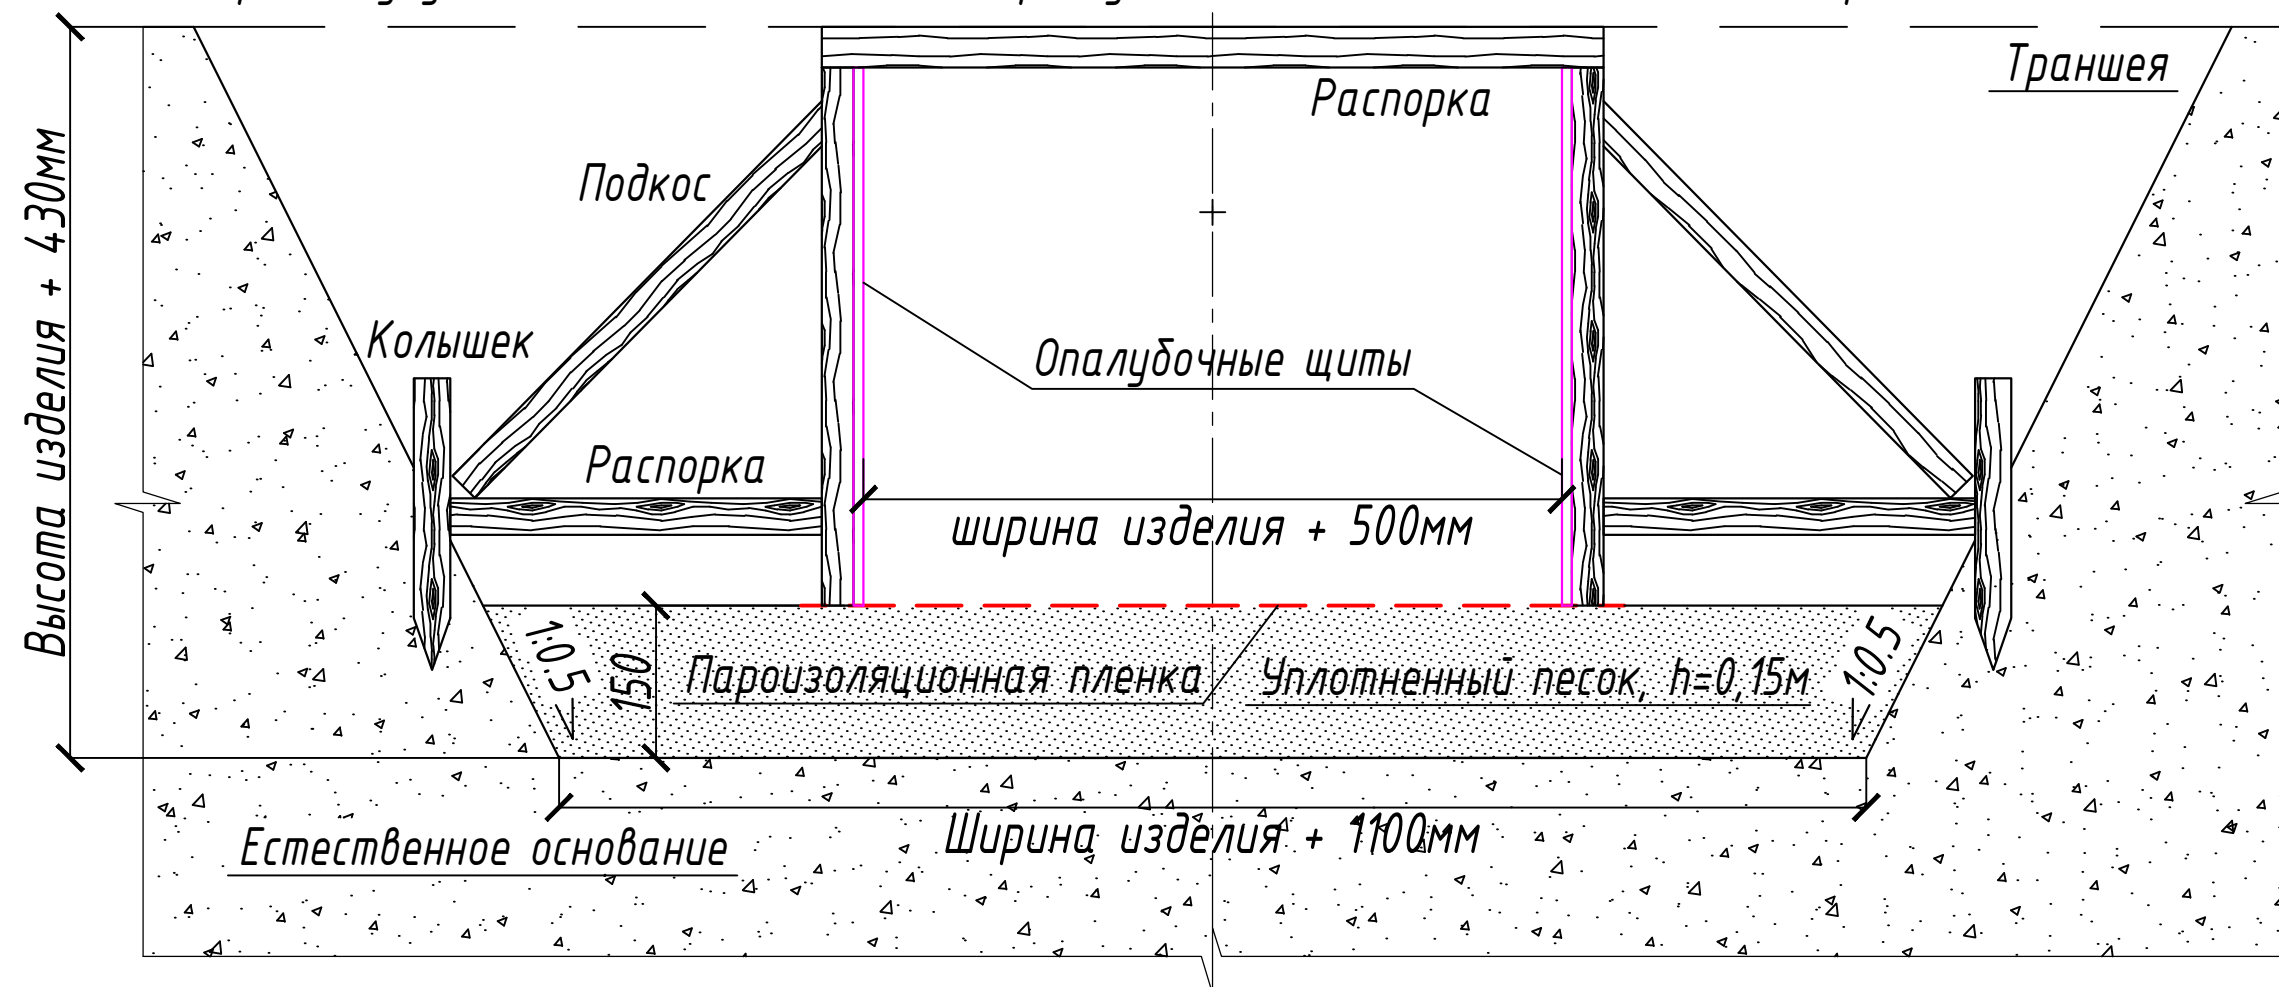 Траншея
Распорка
Высота изделия + 430мм
Подкос
Колышек
Опалубочные щиты
Распорка
ширина изделия + 500мм
1:0.5
150
Пароизоляционная пленка
Уплотненный песок, h=0,15м
1:0.5
Ширина изделия + 1100мм
Естественное основание